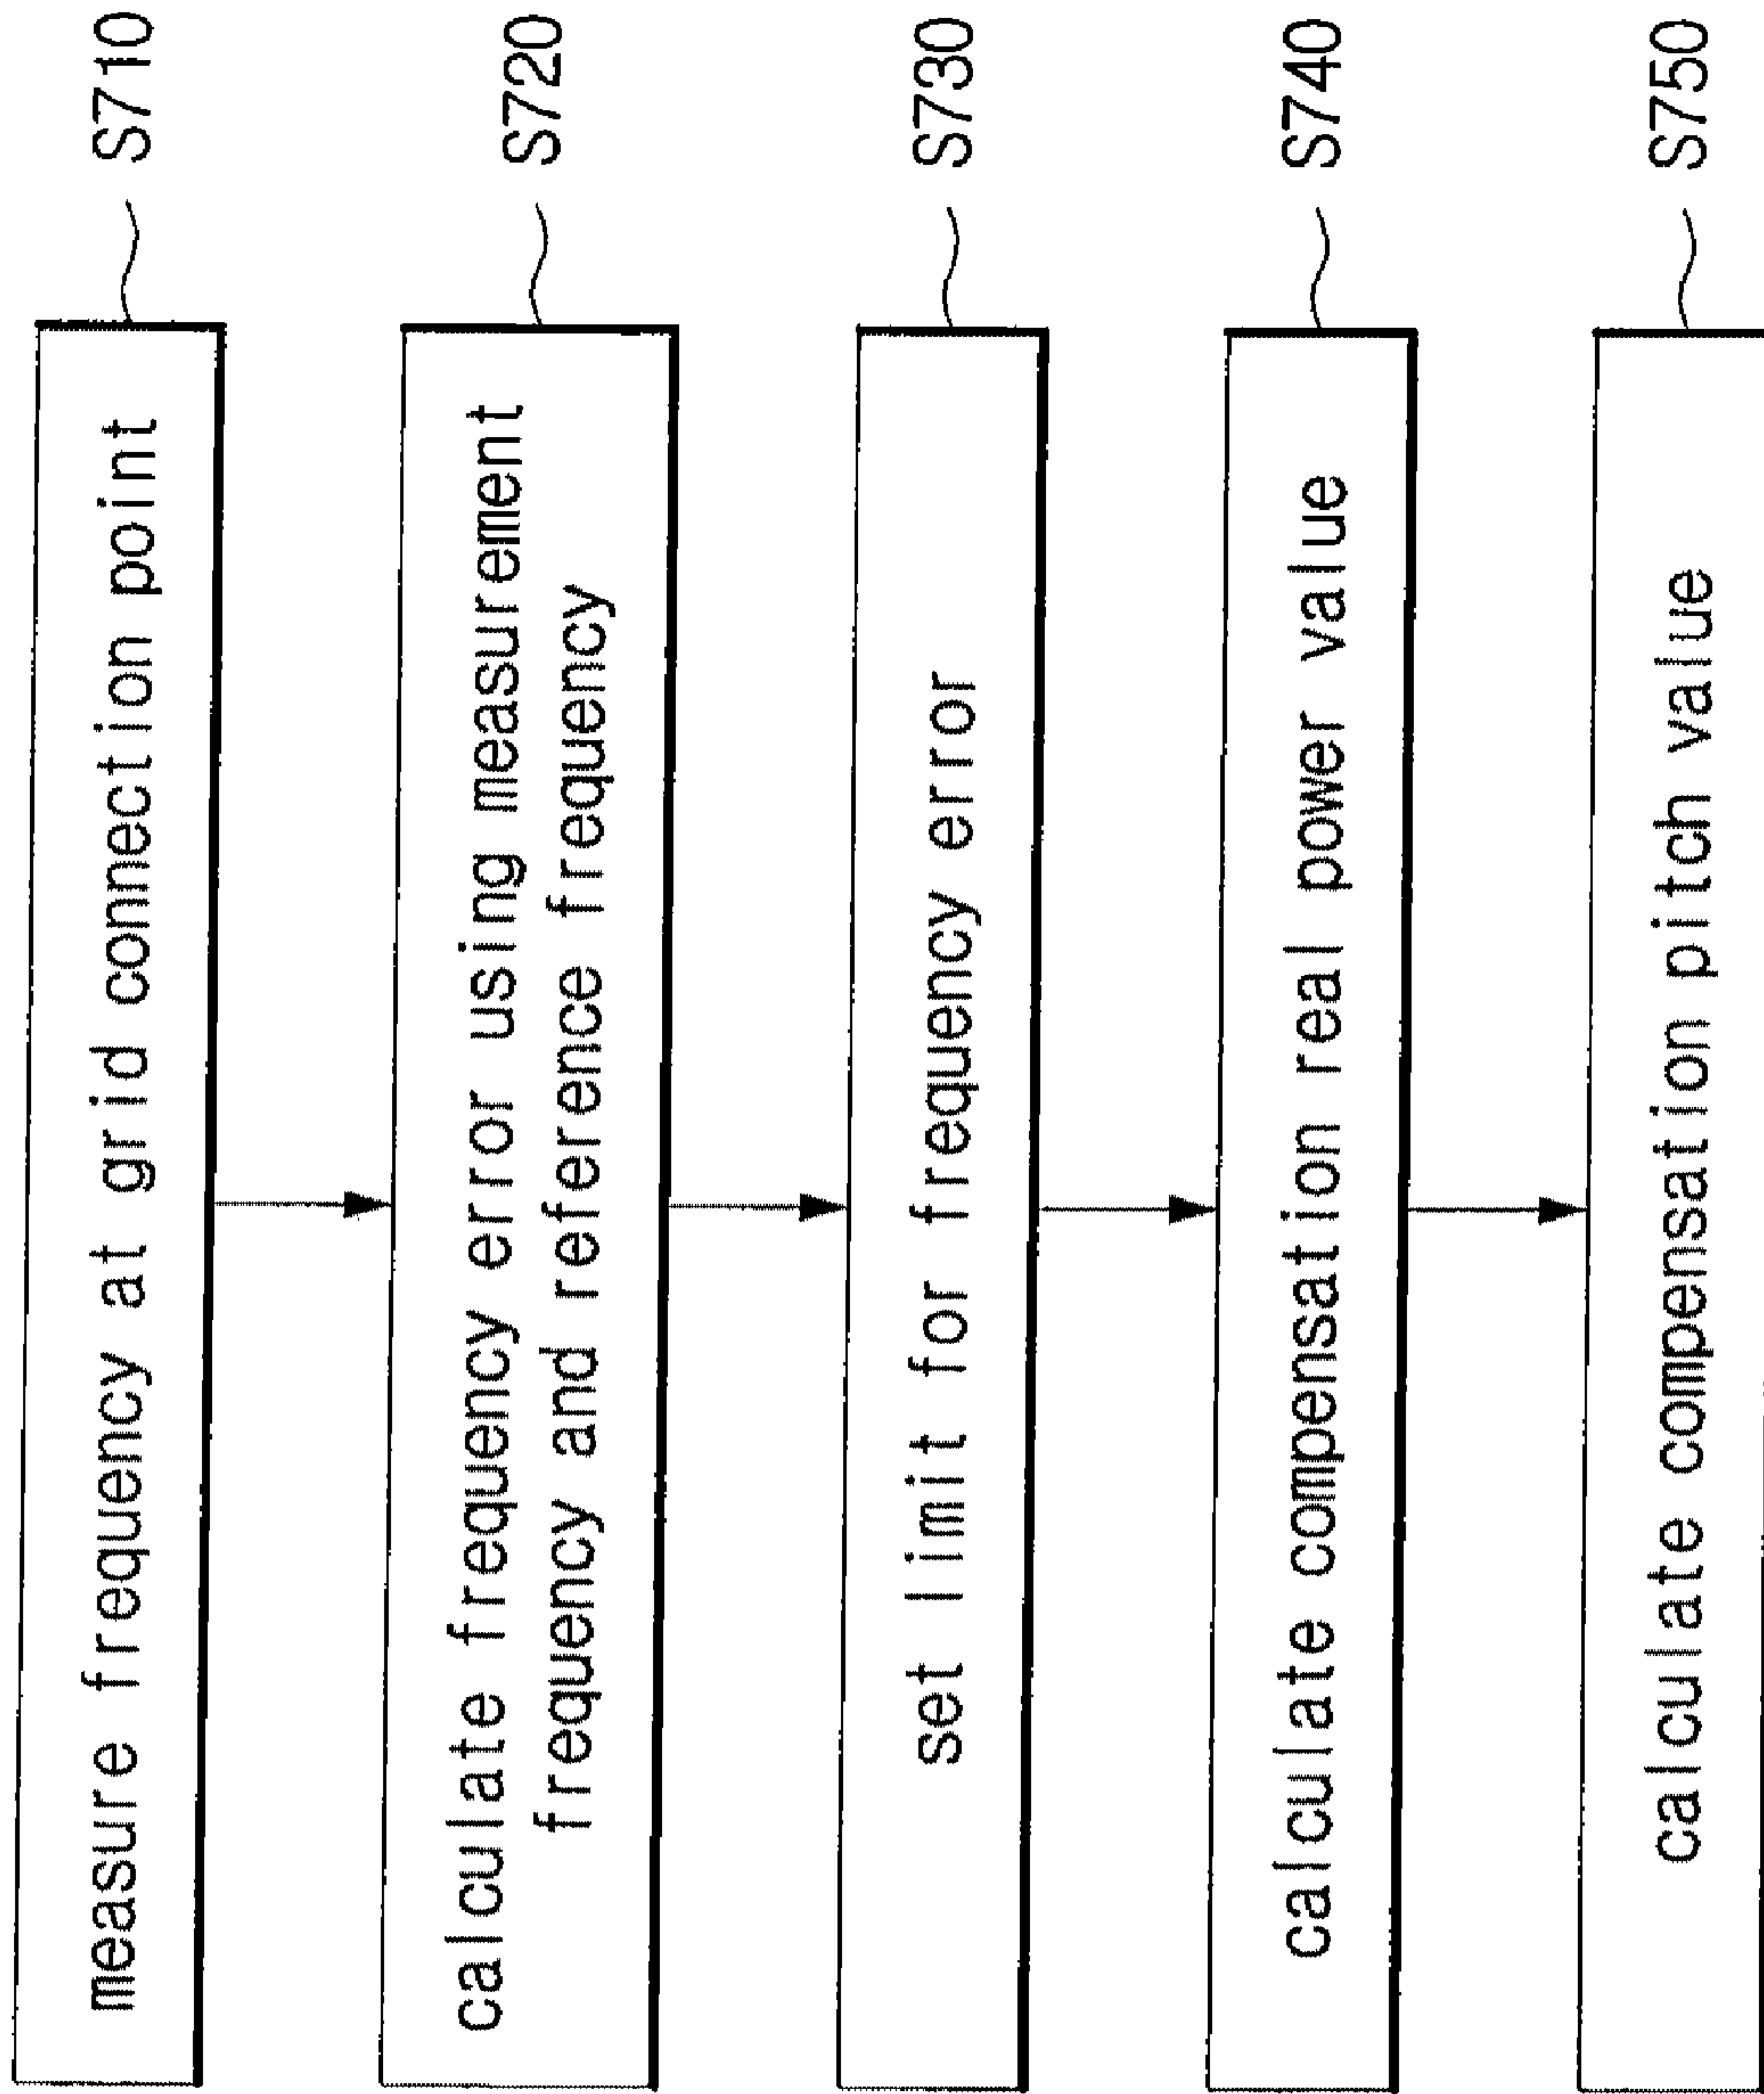 measure frequency at grid connection point
S710
calculate frequency error using measurement
frequency and reference frequency
S720
set limit for frequency error
S730
calculate compensation real power value
S740
calculate compensation pitch value
S750